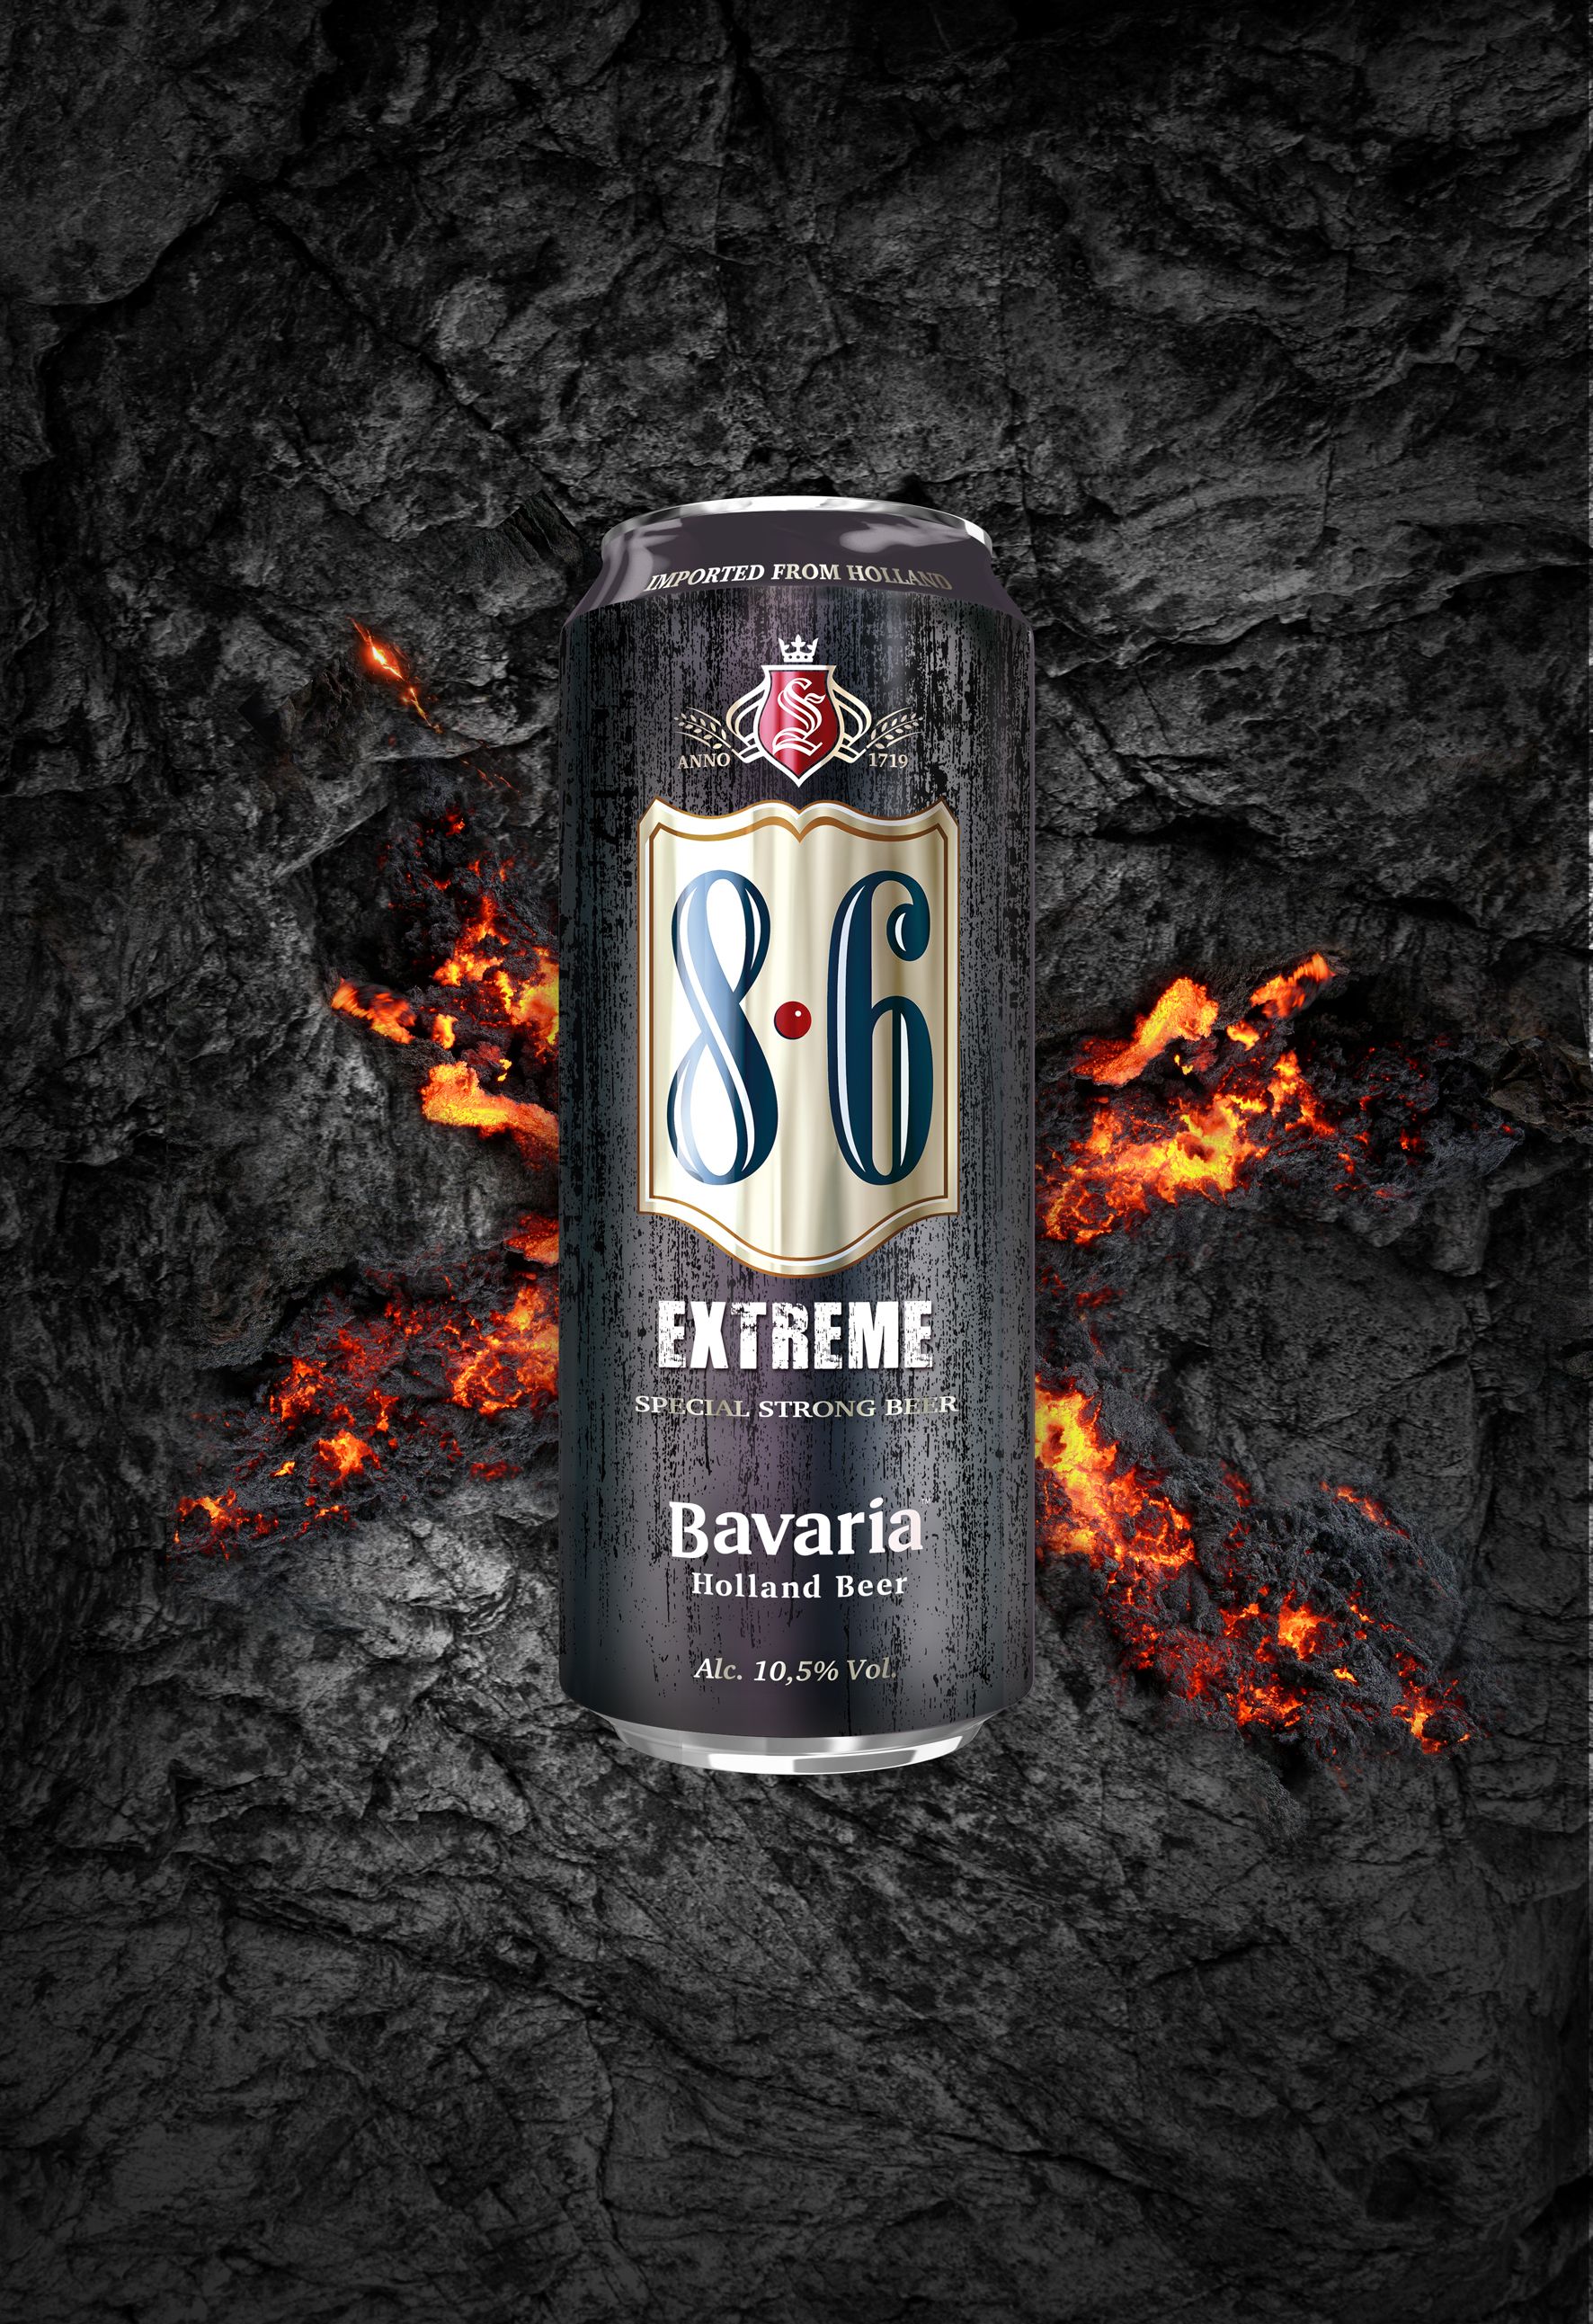 IMPORTED FROM HOLLAND
S
ANNO 1719
8·6
EXTREME
SPECIAL STRONG BEER
Bavaria
Holland Beer
Alc. 10,5% Vol.